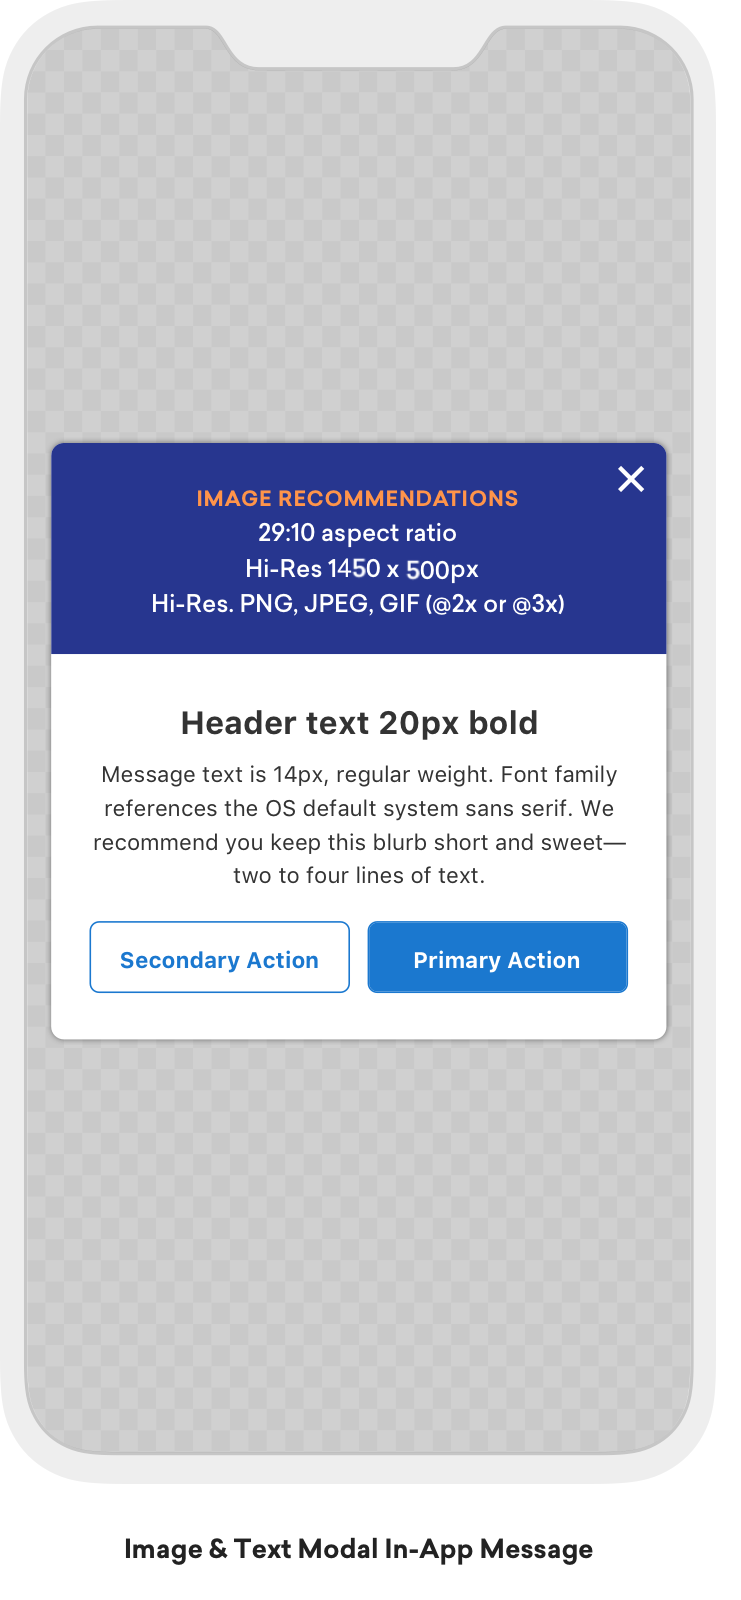 IMAGE RECOMMENDATIONS
29:10 aspect ratio
Hi-Res 1450 x 500px
Hi-Res. PNG, JPEG, GIF (@2x or @3x)
Header text 20px bold
Message text is 14px, regular weight. Font family
references the OS default system sans serif. We
recommend you keep this blurb short and sweet—
two to four lines of text.
Secondary Action
Primary Action
Image & Text Modal In-App Message